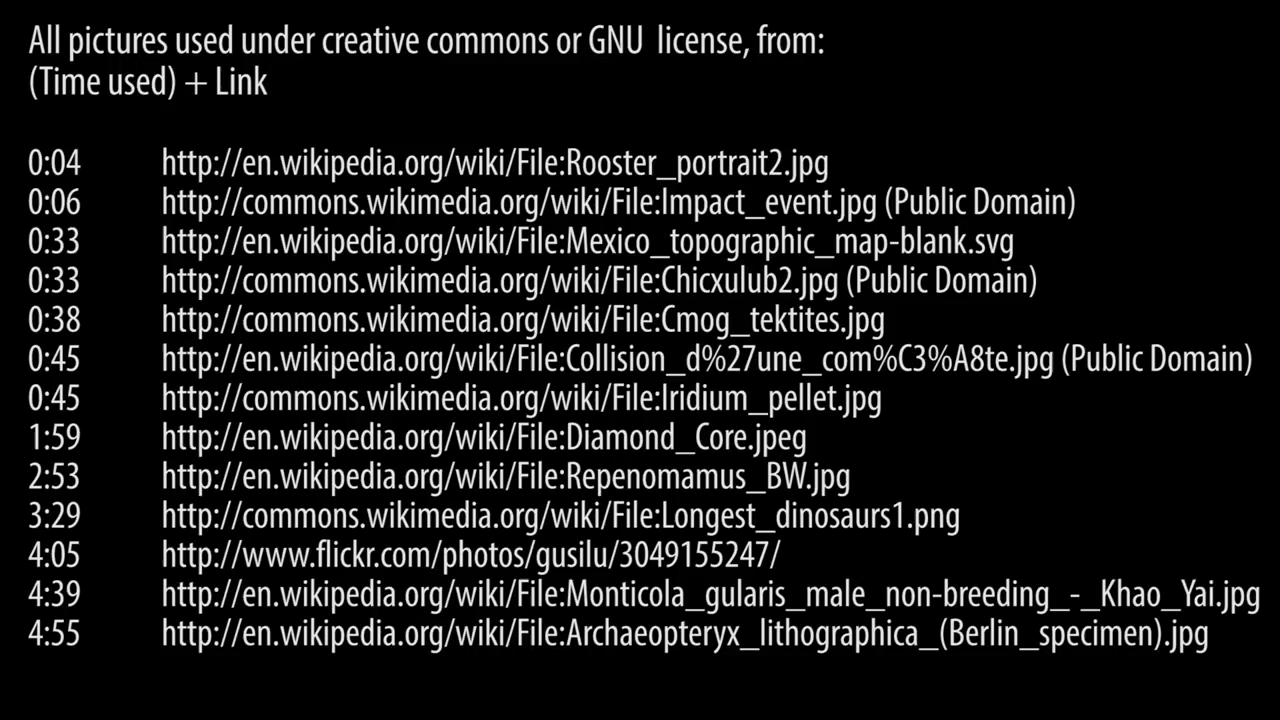 All pictures used under creative commons or GNU license, from:
(Time used) + Link
0:04 http://en.wikipedia.org/wiki/File:Rooster_portrait2.jpg
0:06 http://commons.wikimedia.org/wiki/File:Impact_event.jpg (Public Domain)
0:33 http://en.wikipedia.org/wiki/File:Mexico_topographic_map-blank.svg
0:33 http://commons.wikimedia.org/wiki/File:Chicxulub2.jpg (Public Domain)
0:38 http://commons.wikimedia.org/wiki/File:Cmog_tektites.jpg
0:45 http://en.wikipedia.org/wiki/File:Collision_d%27une_com%C3%A8te.jpg (Public Domain)
0:45 http://commons.wikimedia.org/wiki/File:Iridium_pellet.jpg
1:59 http://en.wikipedia.org/wiki/File:Diamond_Core.jpeg
2:53 http://en.wikipedia.org/wiki/File:Repenomamus_BW.jpg
3:29 http://commons.wikimedia.org/wiki/File:Longest_dinosaurs1.png
4:05 http://www.flickr.com/photos/gusilu/3049155247/
4:39 http://en.wikipedia.org/wiki/File:Monticola_gularis_male_non-breeding_-_Khao_Yai.jpg
4:55 http://en.wikipedia.org/wiki/File:Archaeopteryx_lithographica_(Berlin_specimen).jpg